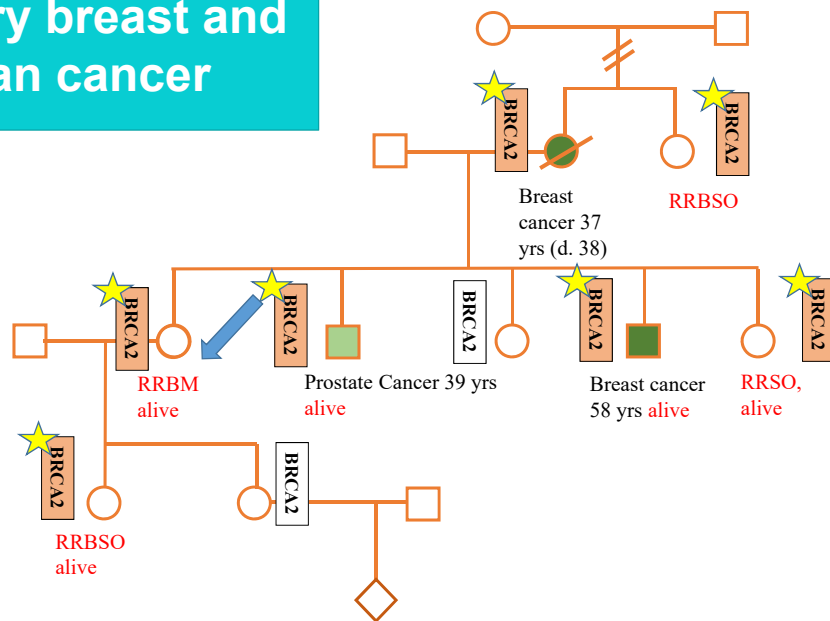 ry breast and
an cancer
BRCA2
BRCA2
Breast
cancer 37
yrs (d. 38)
RRBSO
BRCA2
BRCA2
BRCA2
BRCA2
BRCA2
RRBM
alive
Prostate Cancer 39 yrs
alive
Breast cancer
58 yrs alive
RRSO,
alive
BRCA2
BRCA2
RRBSO
alive